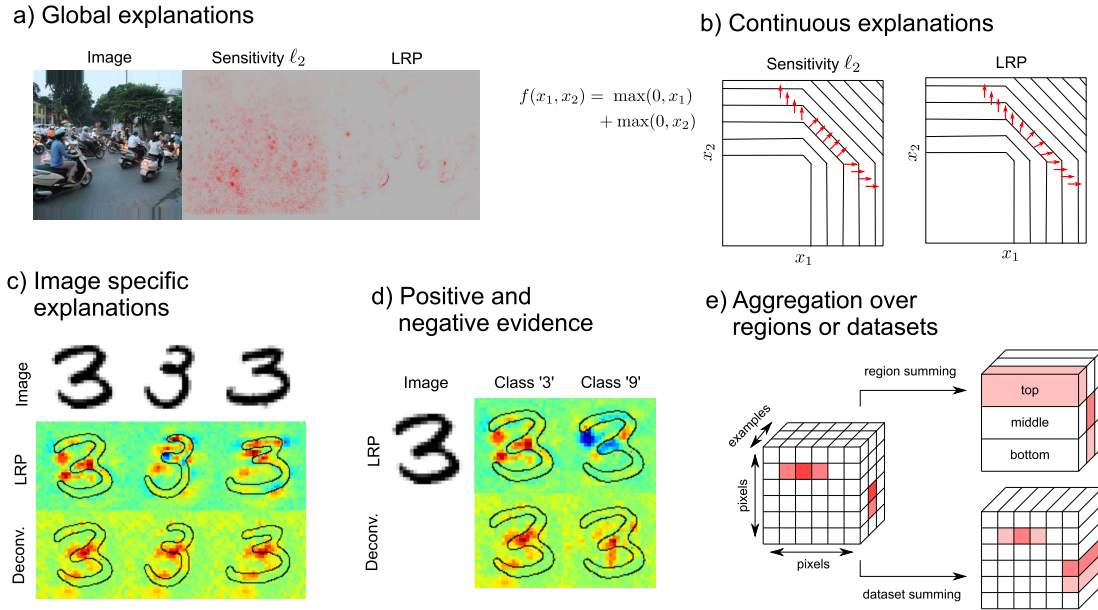 a) Global explanations
Image
Sensitivity ℓ₂
LRP
b) Continuous explanations
Sensitivity ℓ₂
LRP
f(x₁, x₂) = max(0, x₁)
+ max(0, x₂)
x₂
x₁
x₂
x₁
c) Image specific
explanations
Image
LRP
Deconv.
d) Positive and
negative evidence
Image
Class '3'
Class '9'
LRP
Deconv.
e) Aggregation over
regions or datasets
region summing
top
middle
bottom
examples
pixels
pixels
dataset summing